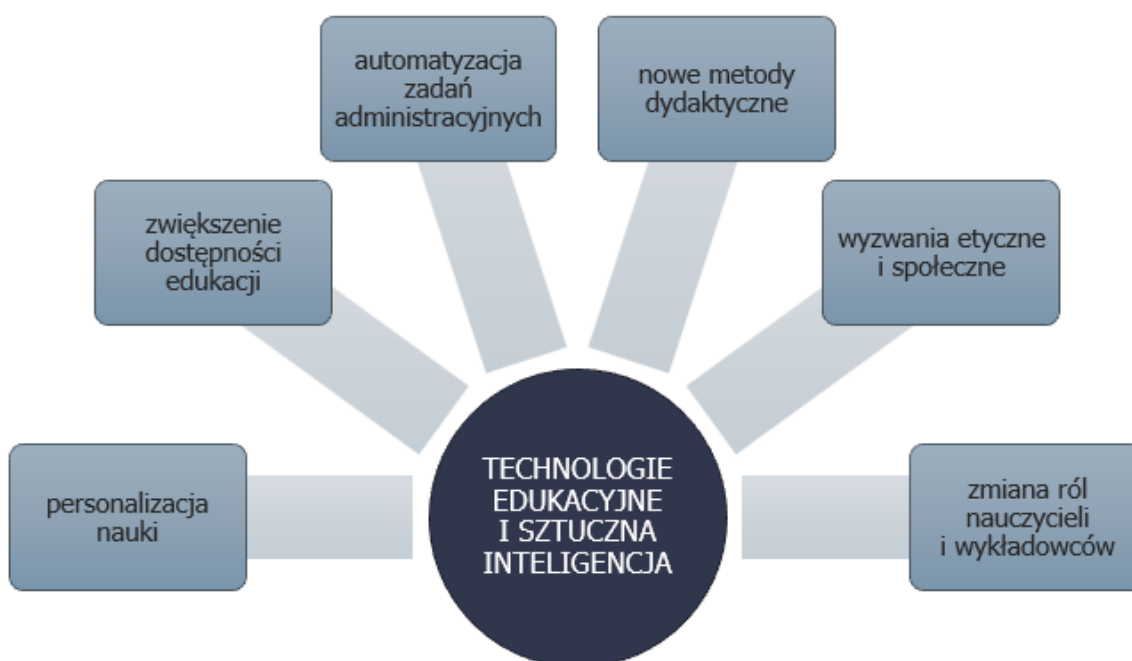 automatyzacja
zadań
administracyjnych
nowe metody
dydaktyczne
zwiększenie
dostępności
edukacji
wyzwania etyczne
i społeczne
personalizacja
nauki
TECHNOLOGIE
EDUKACYJNE
I SZTUCZNA
INTELIGENCJA
zmiana ról
nauczycieli
i wykładowców